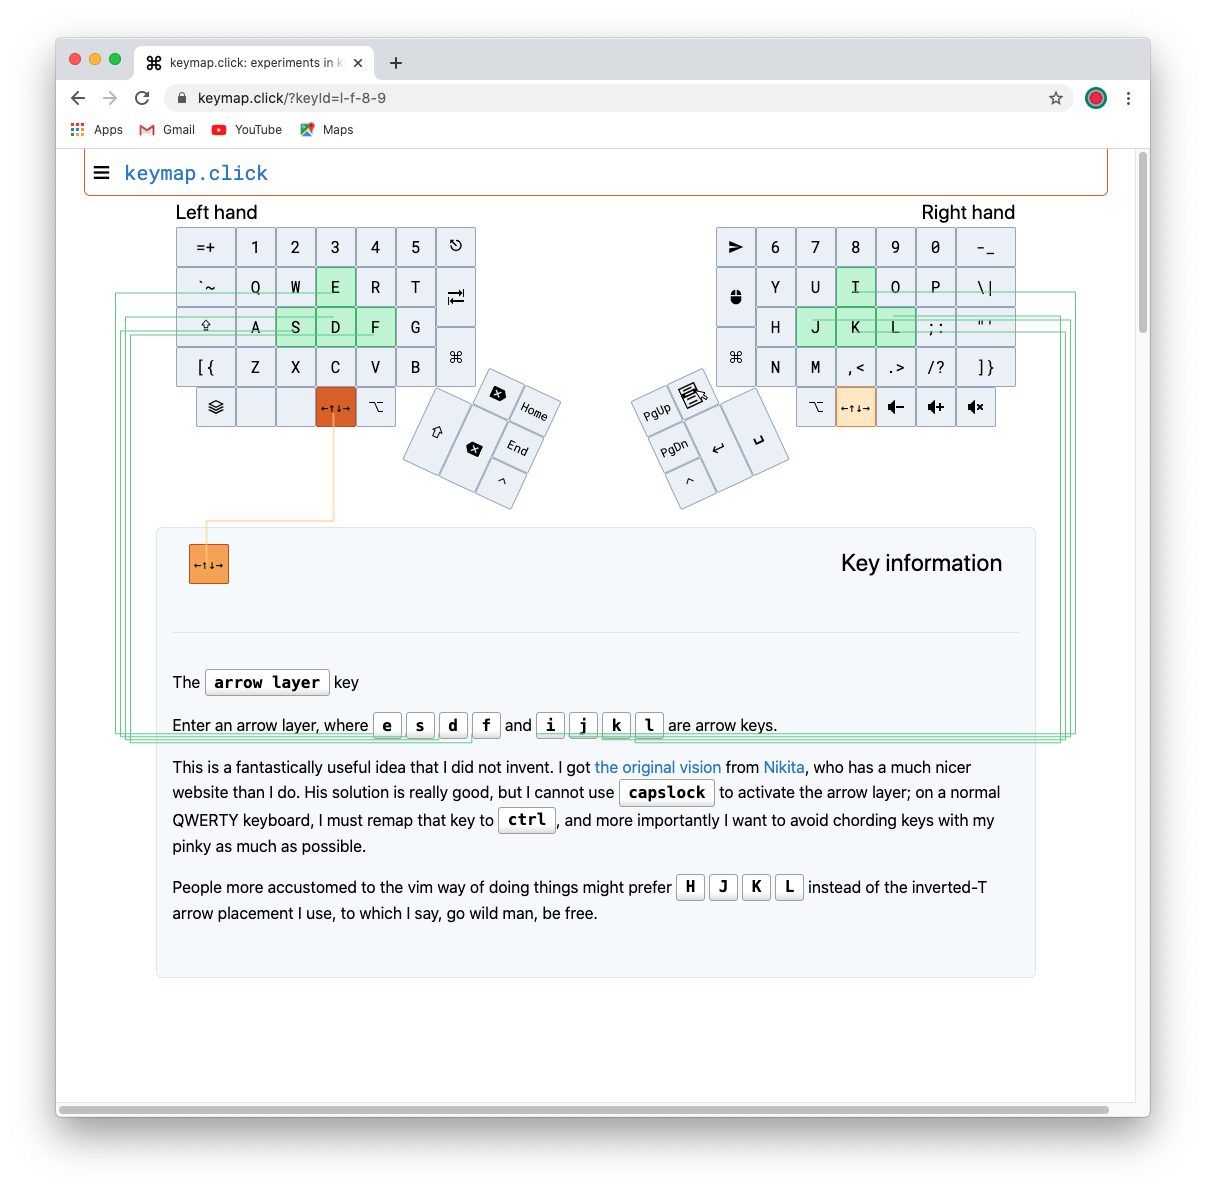 keymap.click: experiments in k
keymap.click/?keyId=l-f-8-9
Apps Gmail YouTube Maps
keymap.click
Left hand Right hand
=+ 1 2 3 4 5 6 7 8 9 0 -_
`~ Q W E R T Y U I O P \|
A S D F G H J K L ;: "'
[{ Z X C V B ⌘ ⌘ N M ,< .> /? ]}
←↑↓→ ⌥ ⌥ ←↑↓→
Home PgUp
End PgDn
^ ^
←↑↓→ Key information
The arrow layer key
Enter an arrow layer, where e s d f and i j k l are arrow keys.
This is a fantastically useful idea that I did not invent. I got the original vision from Nikita, who has a much nicer
website than I do. His solution is really good, but I cannot use capslock to activate the arrow layer; on a normal
QWERTY keyboard, I must remap that key to ctrl, and more importantly I want to avoid chording keys with my
pinky as much as possible.
People more accustomed to the vim way of doing things might prefer H J K L instead of the inverted-T
arrow placement I use, to which I say, go wild man, be free.